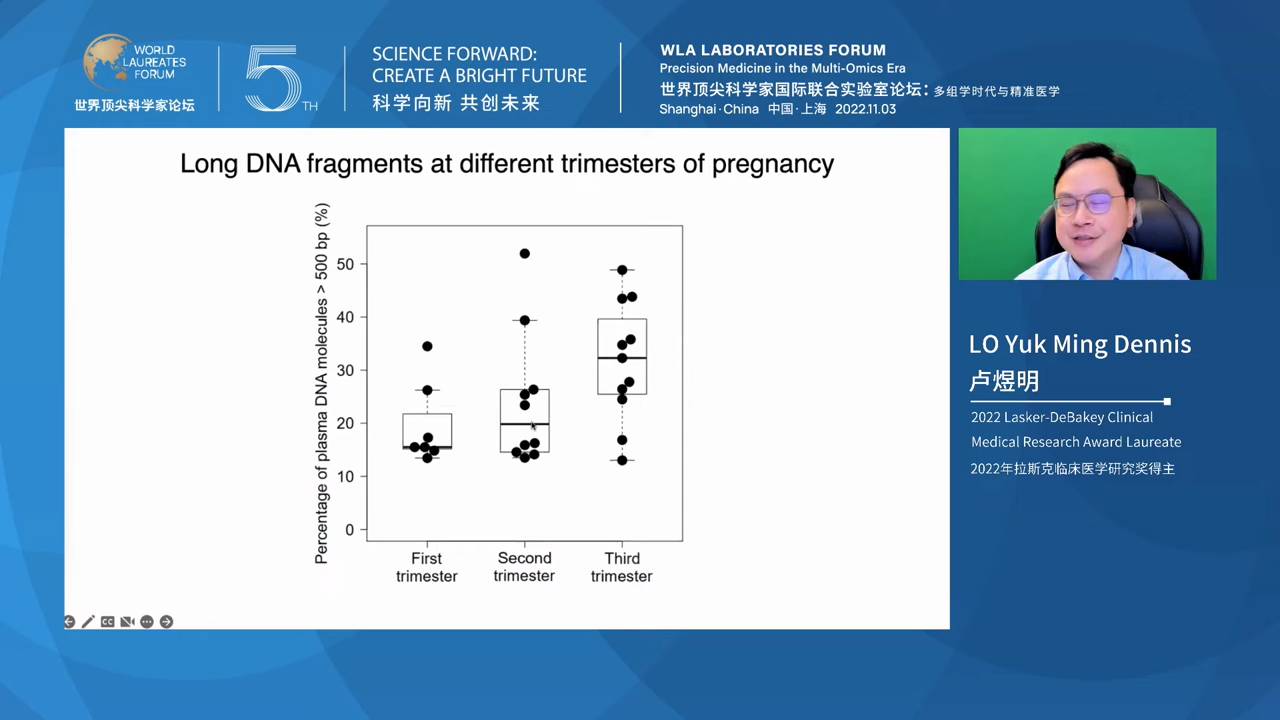 WORLD
LAUREATES
FORUM
世界顶尖科学家论坛
5TH
SCIENCE FORWARD:
CREATE A BRIGHT FUTURE
科学向新 共创未来
WLA LABORATORIES FORUM
Precision Medicine in the Multi-Omics Era
世界顶尖科学家国际联合实验室论坛：多组学时代与精准医学
Shanghai·China 中国·上海 2022.11.03
Long DNA fragments at different trimesters of pregnancy
Percentage of plasma DNA molecules > 500 bp (%)
50
40
30
20
10
0
First
trimester
Second
trimester
Third
trimester
CC
LO Yuk Ming Dennis
卢煜明
2022 Lasker-DeBakey Clinical
Medical Research Award Laureate
2022年拉斯克临床医学研究奖得主